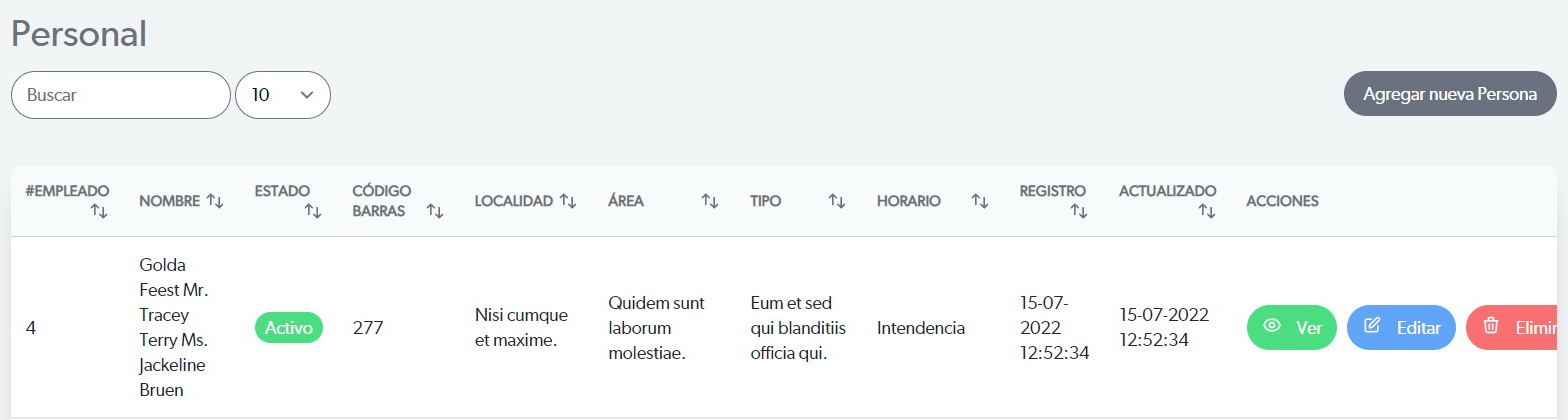 Personal
Buscar
10
Agregar nueva Persona
#EMPLEADO
NOMBRE
ESTADO
CÓDIGO
BARRAS
LOCALIDAD
ÁREA
TIPO
HORARIO
REGISTRO
ACTUALIZADO
ACCIONES
4
Golda
Feest Mr.
Tracey
Terry Ms.
Jackeline
Bruen
Activo
277
Nisi cumque
et maxime.
Quidem sunt
laborum
molestiae.
Eum et sed
qui blanditiis
officia qui.
Intendencia
15-07-
2022
12:52:34
15-07-2022
12:52:34
Ver
Editar